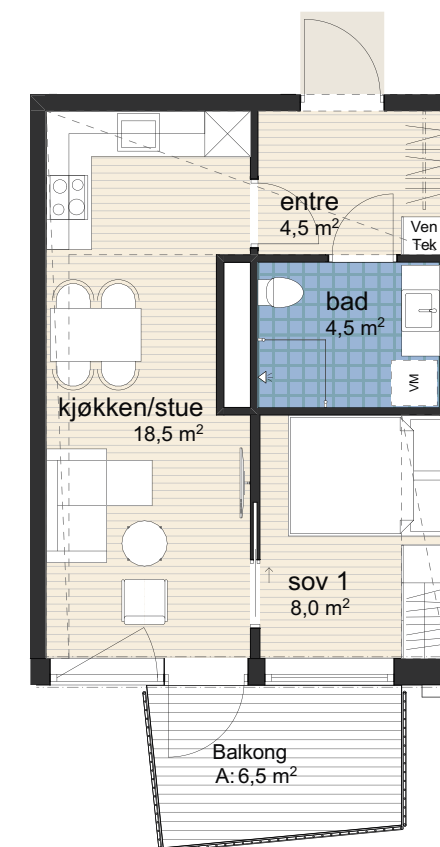 entre
4,5 m²
Ven
Tek
bad
4,5 m²
VM
kjøkken/stue
18,5 m²
sov 1
8,0 m²
Balkong
A: 6,5 m²